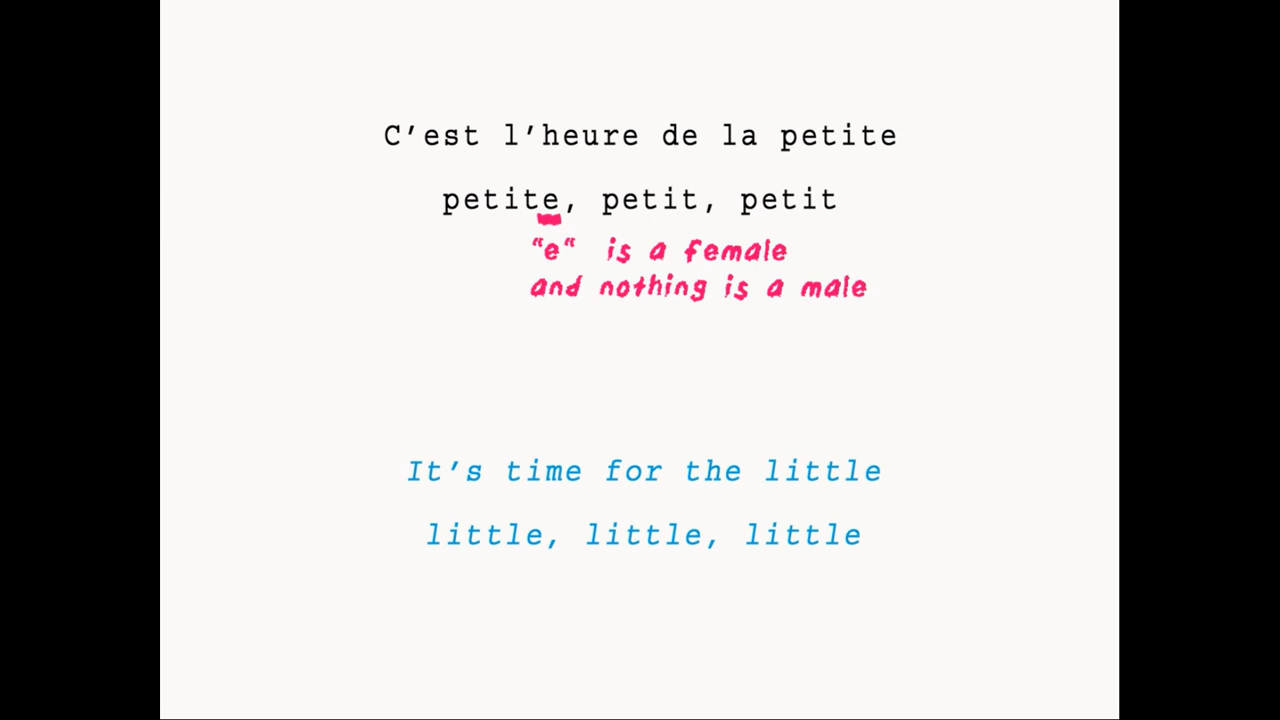 C’est l’heure de la petite
petite, petit, petit
“e“ is a female
and nothing is a male
It’s time for the little
little, little, little